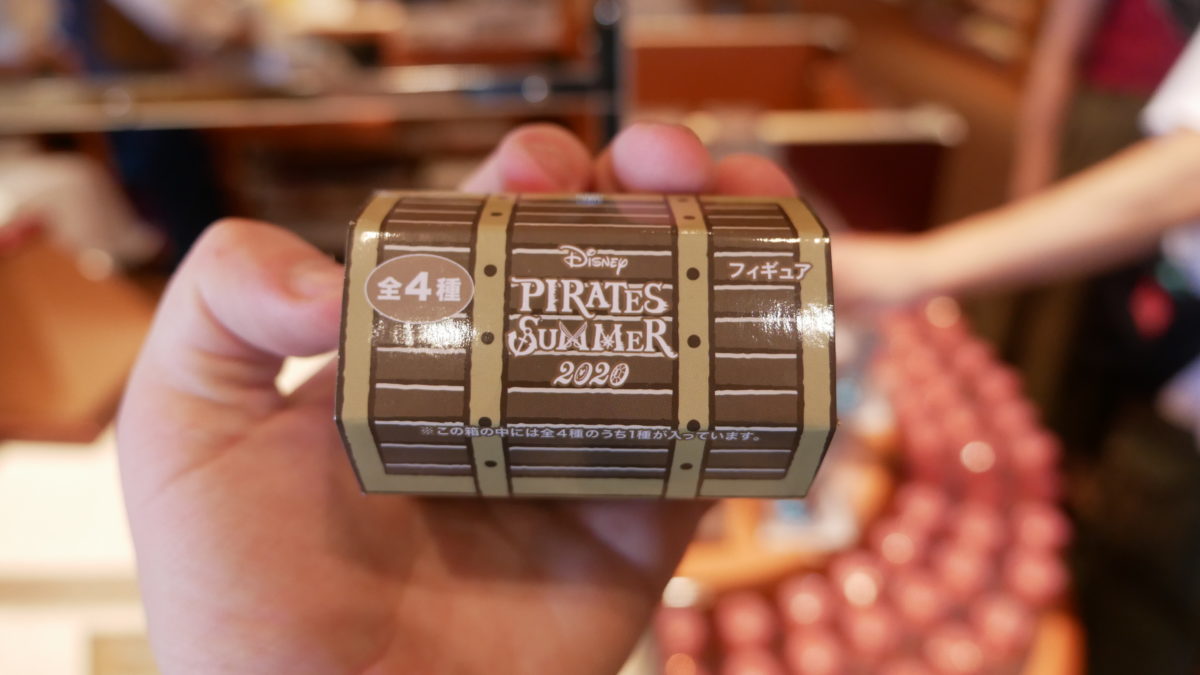 全4種
DISNEY
PIRATES
SUMMER
2020
フィギュア
※この箱の中には全4種のうち1種が入っています。